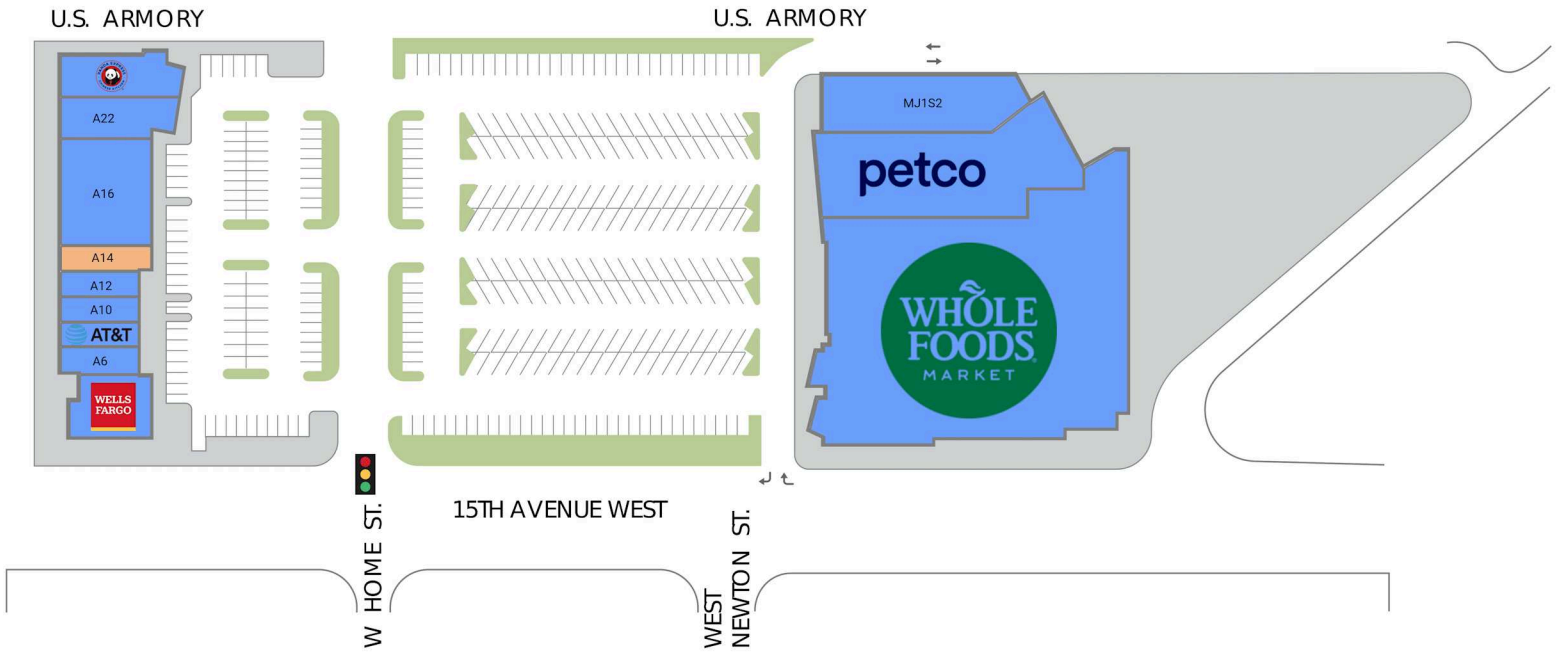 U.S. ARMORY
U.S. ARMORY
A22
A16
A14
A12
A10
AT&T
A6
WELLS
FARGO
MJ1S2
petco
WHOLE
FOODS
MARKET
15TH AVENUE WEST
W HOME ST.
WEST
NEWTON ST.